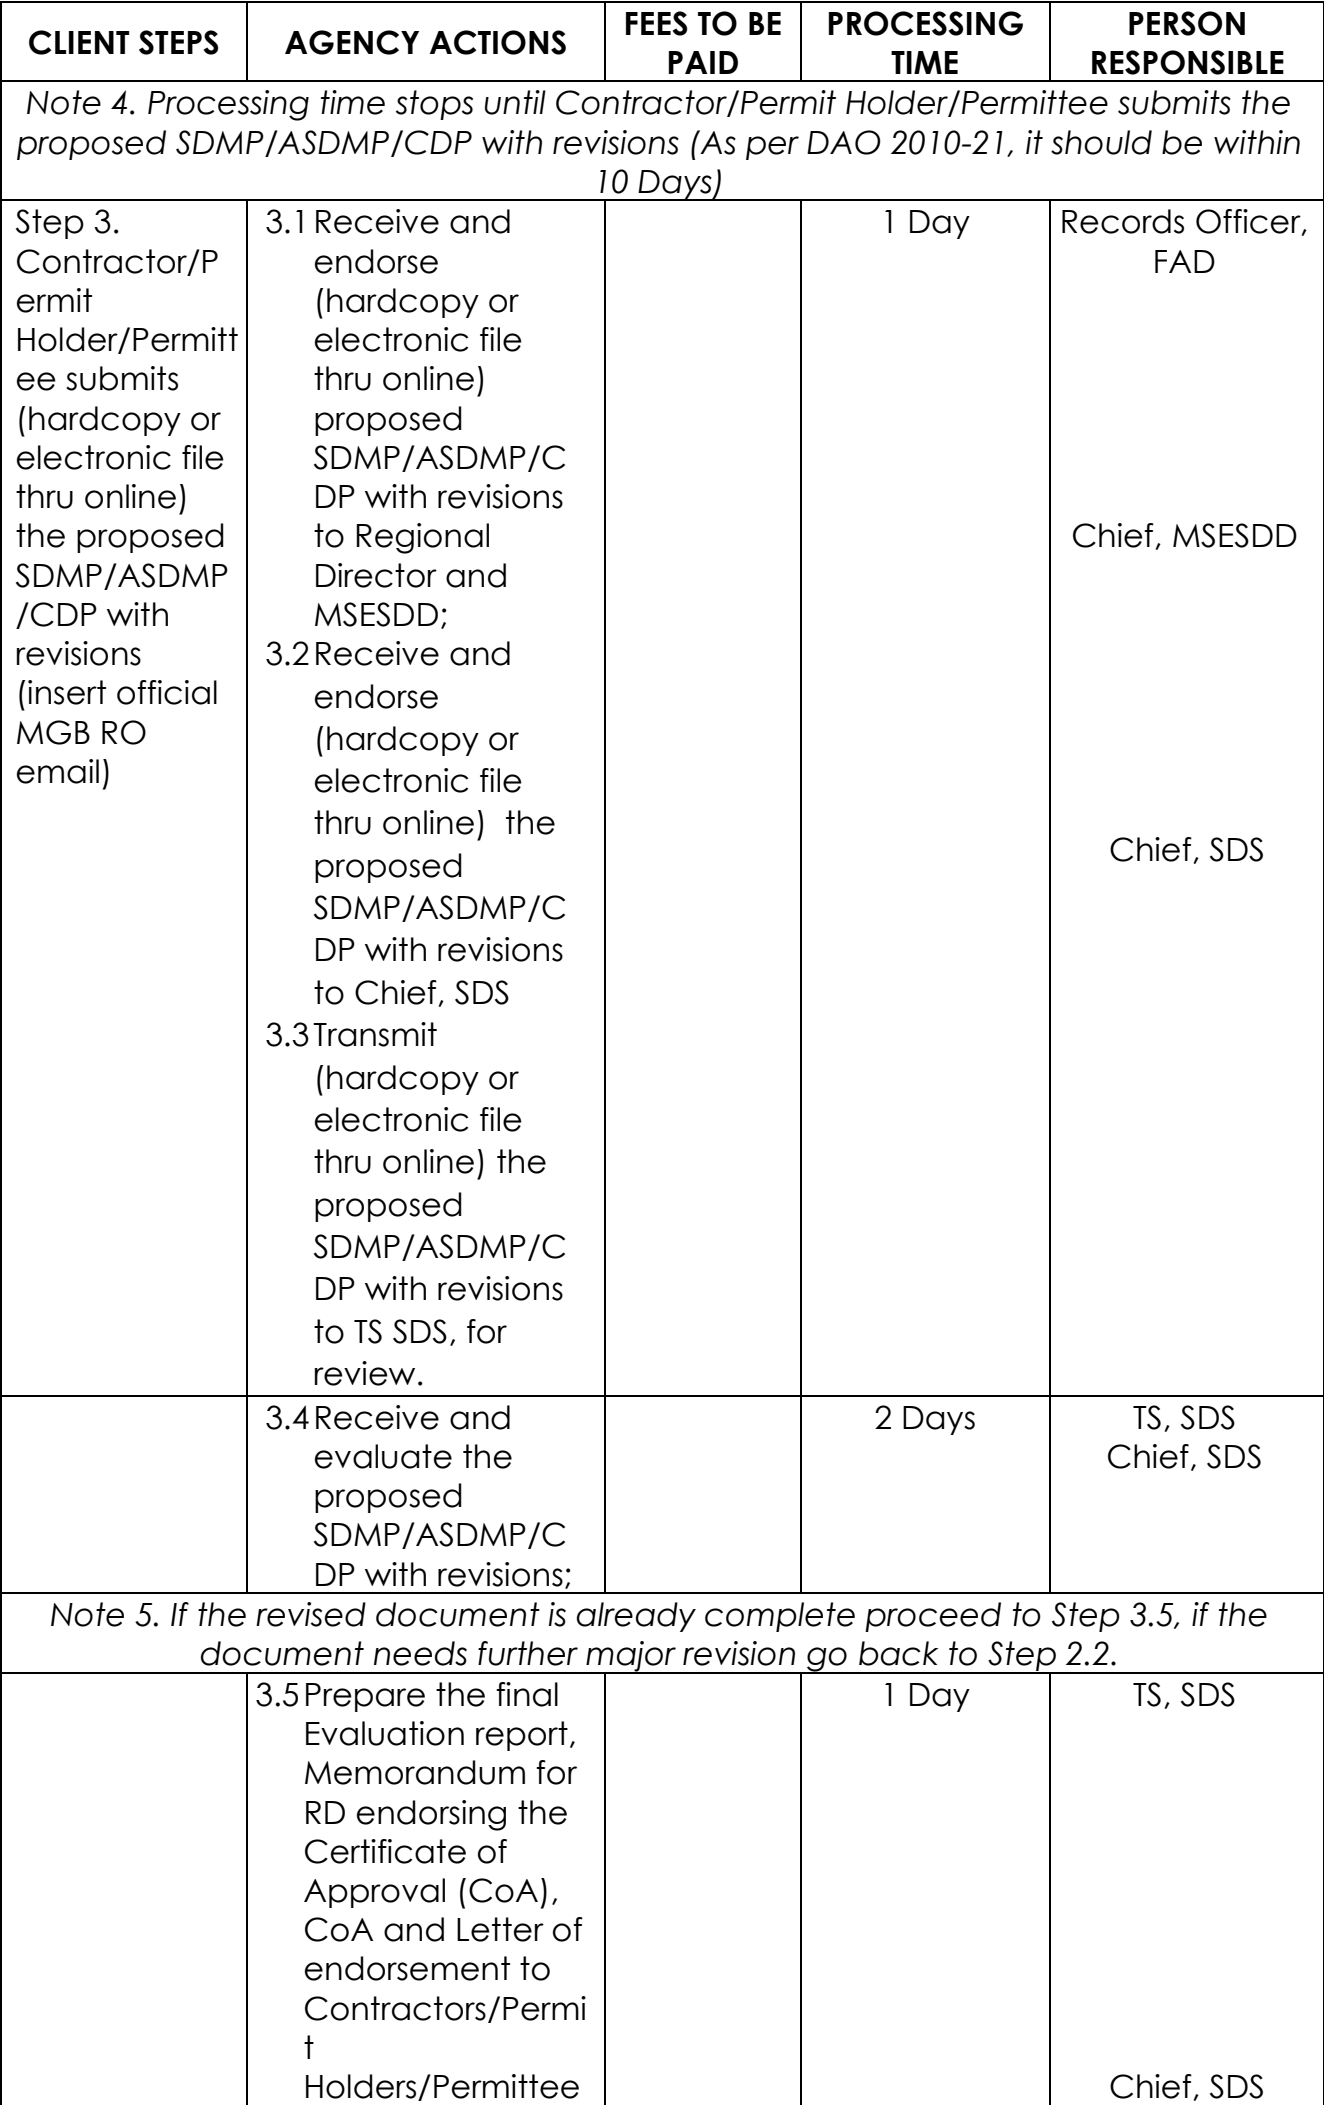 CLIENT STEPS
AGENCY ACTIONS
FEES TO BE
PAID
PROCESSING
TIME
PERSON
RESPONSIBLE
Note 4. Processing time stops until Contractor/Permit Holder/Permittee submits the
proposed SDMP/ASDMP/CDP with revisions (As per DAO 2010-21, it should be within
10 Days)
Step 3.
Contractor/P
ermit
Holder/Permitt
ee submits
(hardcopy or
electronic file
thru online)
the proposed
SDMP/ASDMP
/CDP with
revisions
(insert official
MGB RO
email)
3.1 Receive and
endorse
(hardcopy or
electronic file
thru online)
proposed
SDMP/ASDMP/C
DP with revisions
to Regional
Director and
MSESDD;
3.2 Receive and
endorse
(hardcopy or
electronic file
thru online) the
proposed
SDMP/ASDMP/C
DP with revisions
to Chief, SDS
3.3 Transmit
(hardcopy or
electronic file
thru online) the
proposed
SDMP/ASDMP/C
DP with revisions
to TS SDS, for
review.
1 Day
Records Officer,
FAD
Chief, MSESDD
Chief, SDS
3.4 Receive and
evaluate the
proposed
SDMP/ASDMP/C
DP with revisions;
2 Days
TS, SDS
Chief, SDS
Note 5. If the revised document is already complete proceed to Step 3.5, if the
document needs further major revision go back to Step 2.2.
3.5 Prepare the final
Evaluation report,
Memorandum for
RD endorsing the
Certificate of
Approval (CoA),
CoA and Letter of
endorsement to
Contractors/Permi
t
Holders/Permittee
1 Day
TS, SDS
Chief, SDS